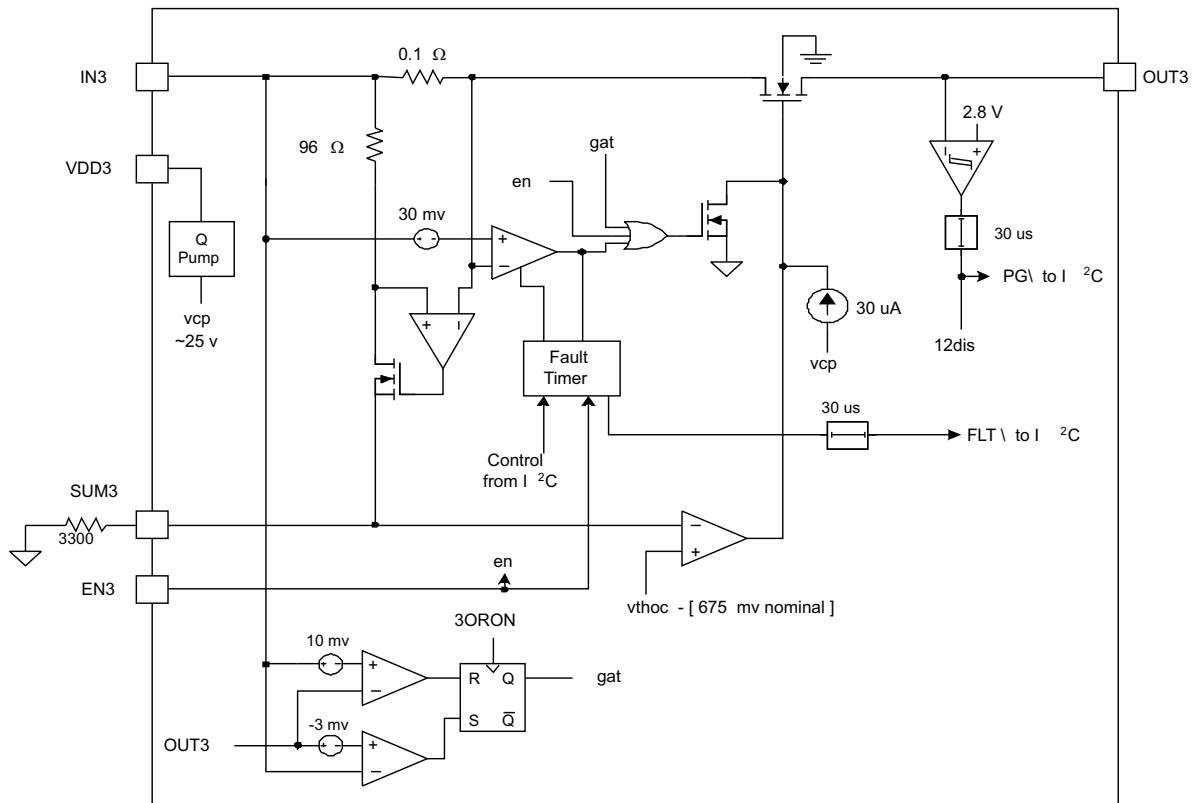 0.1 Ω
IN3
OUT3
2.8 V
96 Ω
gat
VDD3
en
− +
30 mv
30 us
Q
Pump
PG\ to I ²C
30 uA
vcp
~25 v
12dis
Fault
Timer
vcp
30 us
FLT \ to I ²C
Control
from I ²C
SUM3
3300
en
EN3
vthoc - [ 675 mv nominal ]
3ORON
10 mv
R Q
gat
S Q̅
-3 mv
OUT3